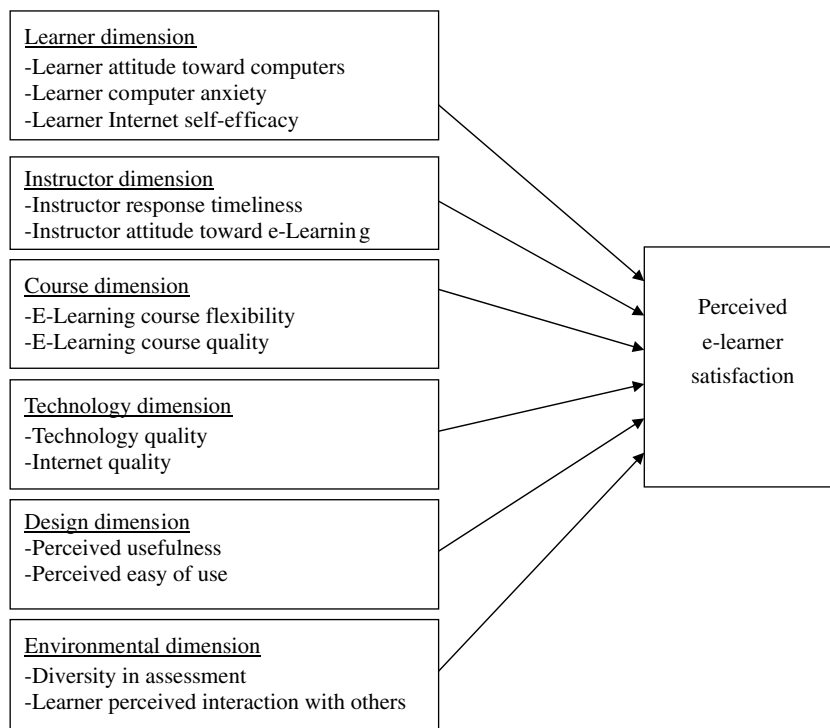 Learner dimension
-Learner attitude toward computers
-Learner computer anxiety
-Learner Internet self-efficacy
Instructor dimension
-Instructor response timeliness
-Instructor attitude toward e-Learning
Course dimension
-E-Learning course flexibility
-E-Learning course quality
Technology dimension
-Technology quality
-Internet quality
Design dimension
-Perceived usefulness
-Perceived easy of use
Environmental dimension
-Diversity in assessment
-Learner perceived interaction with others
Perceived
e-learner
satisfaction